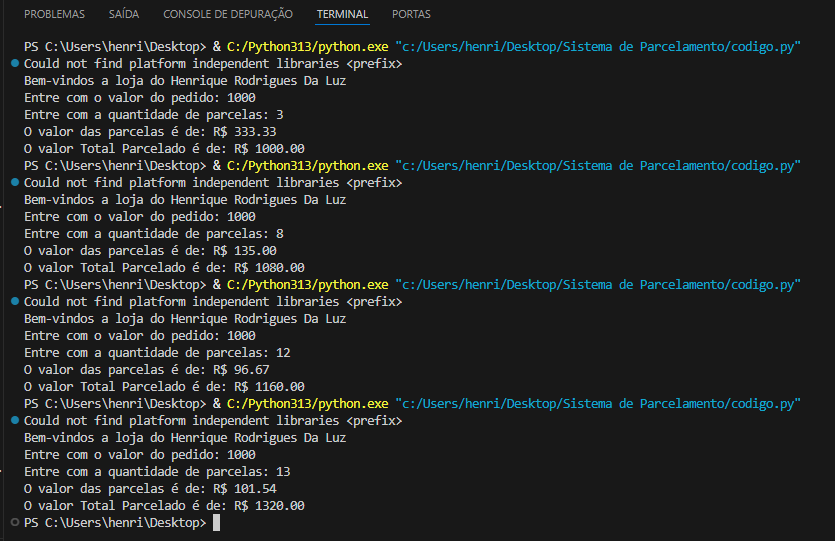 PROBLEMAS SAÍDA CONSOLE DE DEPURAÇÃO TERMINAL PORTAS
PS C:\Users\henri\Desktop> & C:/Python313/python.exe "c:/Users/henri/Desktop/Sistema de Parcelamento/codigo.py"
Could not find platform independent libraries <prefix>
Bem-vindos a loja do Henrique Rodrigues Da Luz
Entre com o valor do pedido: 1000
Entre com a quantidade de parcelas: 3
O valor das parcelas é de: R$ 333.33
O valor Total Parcelado é de: R$ 1000.00
PS C:\Users\henri\Desktop> & C:/Python313/python.exe "c:/Users/henri/Desktop/Sistema de Parcelamento/codigo.py"
Could not find platform independent libraries <prefix>
Bem-vindos a loja do Henrique Rodrigues Da Luz
Entre com o valor do pedido: 1000
Entre com a quantidade de parcelas: 8
O valor das parcelas é de: R$ 135.00
O valor Total Parcelado é de: R$ 1080.00
PS C:\Users\henri\Desktop> & C:/Python313/python.exe "c:/Users/henri/Desktop/Sistema de Parcelamento/codigo.py"
Could not find platform independent libraries <prefix>
Bem-vindos a loja do Henrique Rodrigues Da Luz
Entre com o valor do pedido: 1000
Entre com a quantidade de parcelas: 12
O valor das parcelas é de: R$ 96.67
O valor Total Parcelado é de: R$ 1160.00
PS C:\Users\henri\Desktop> & C:/Python313/python.exe "c:/Users/henri/Desktop/Sistema de Parcelamento/codigo.py"
Could not find platform independent libraries <prefix>
Bem-vindos a loja do Henrique Rodrigues Da Luz
Entre com o valor do pedido: 1000
Entre com a quantidade de parcelas: 13
O valor das parcelas é de: R$ 101.54
O valor Total Parcelado é de: R$ 1320.00
PS C:\Users\henri\Desktop>